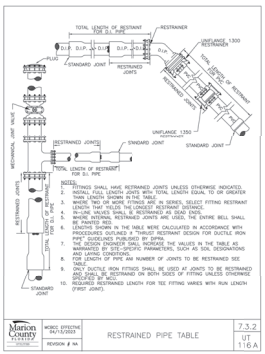 TOTAL LENGTH OF RESTRAINT
FOR D.I. PIPE
RESTRAINER
UNIFLANGE 1300
RESTRAINER
D.I.P.
D.I.P.
D.I.P.
D.I.P.
PLUG
STANDARD JOINT
RESTRAINED
JOINTS
TOTAL LENGTH OF RESTRAINT
PVC
RESTRAINED JOINTS
MECHANICAL JOINT VALVE
RESTRAINED JOINTS
STANDARD JOINT
UNIFLANGE 1350
RESTRAINER
STANDARD JOINT
TOTAL LENGTH OF RESTRAINT
FOR D.I. PIPE
RESTRAINED JOINTS
STANDARD JOINT
NOTES:
1. FITTINGS SHALL HAVE RESTRAINED JOINTS UNLESS OTHERWISE INDICATED.
2. INSTALL FULL LENGTH JOINTS WITH TOTAL LENGTH EQUAL TO OR GREATER
THAN LENGTH SHOWN IN THE TABLE.
3. WHERE TWO OR MORE FITTINGS ARE IN SERIES, SELECT FITTING RESTRAINT
LENGTH THAT YIELDS THE LONGEST RESTRAINT DISTANCE.
4. IN-LINE VALVES SHALL BE RESTRAINED AS DEAD ENDS.
5. WHERE INTERNAL RESTRAINED JOINTS ARE USED, THE ENTIRE BELL SHALL
BE PAINTED RED.
6. LENGTHS SHOWN IN THE TABLE WERE CALCULATED IN ACCORDANCE WITH
PROCEDURES OUTLINED IN "THRUST RESTRAINT DESIGN FOR DUCTILE IRON
PIPE" GUIDELINES PUBLISHED BY DIPRA.
7. THE DESIGN ENGINEER SHALL INCREASE THE VALUES IN THE TABLE AS
WARRANTED BY SITE-SPECIFIC PARAMETERS, SUCH AS SOIL DESIGNATIONS
AND LAYING CONDITIONS.
8. FOR LENGTH OF PIPE AND NUMBER OF JOINTS TO BE RESTRAINED SEE
TABLE.
9. ONLY DUCTILE IRON FITTINGS SHALL BE USED AT JOINTS TO BE RESTRAINED
AND SHALL BE RESTRAINED ON BOTH SIDES OF FITTING UNLESS OTHERWISE
SPECIFIED BY MCU.
10. REQUIRED RESTRAINED LENGTH FOR TEE FITTING VARIES WITH RUN LENGTH
(FIRST JOINT).
Marion
County
FLORIDA
MCBCC EFFECTIVE
04/13/2023
REVISION # NA
RESTRAINED PIPE TABLE
7.3.2
UT
116 A